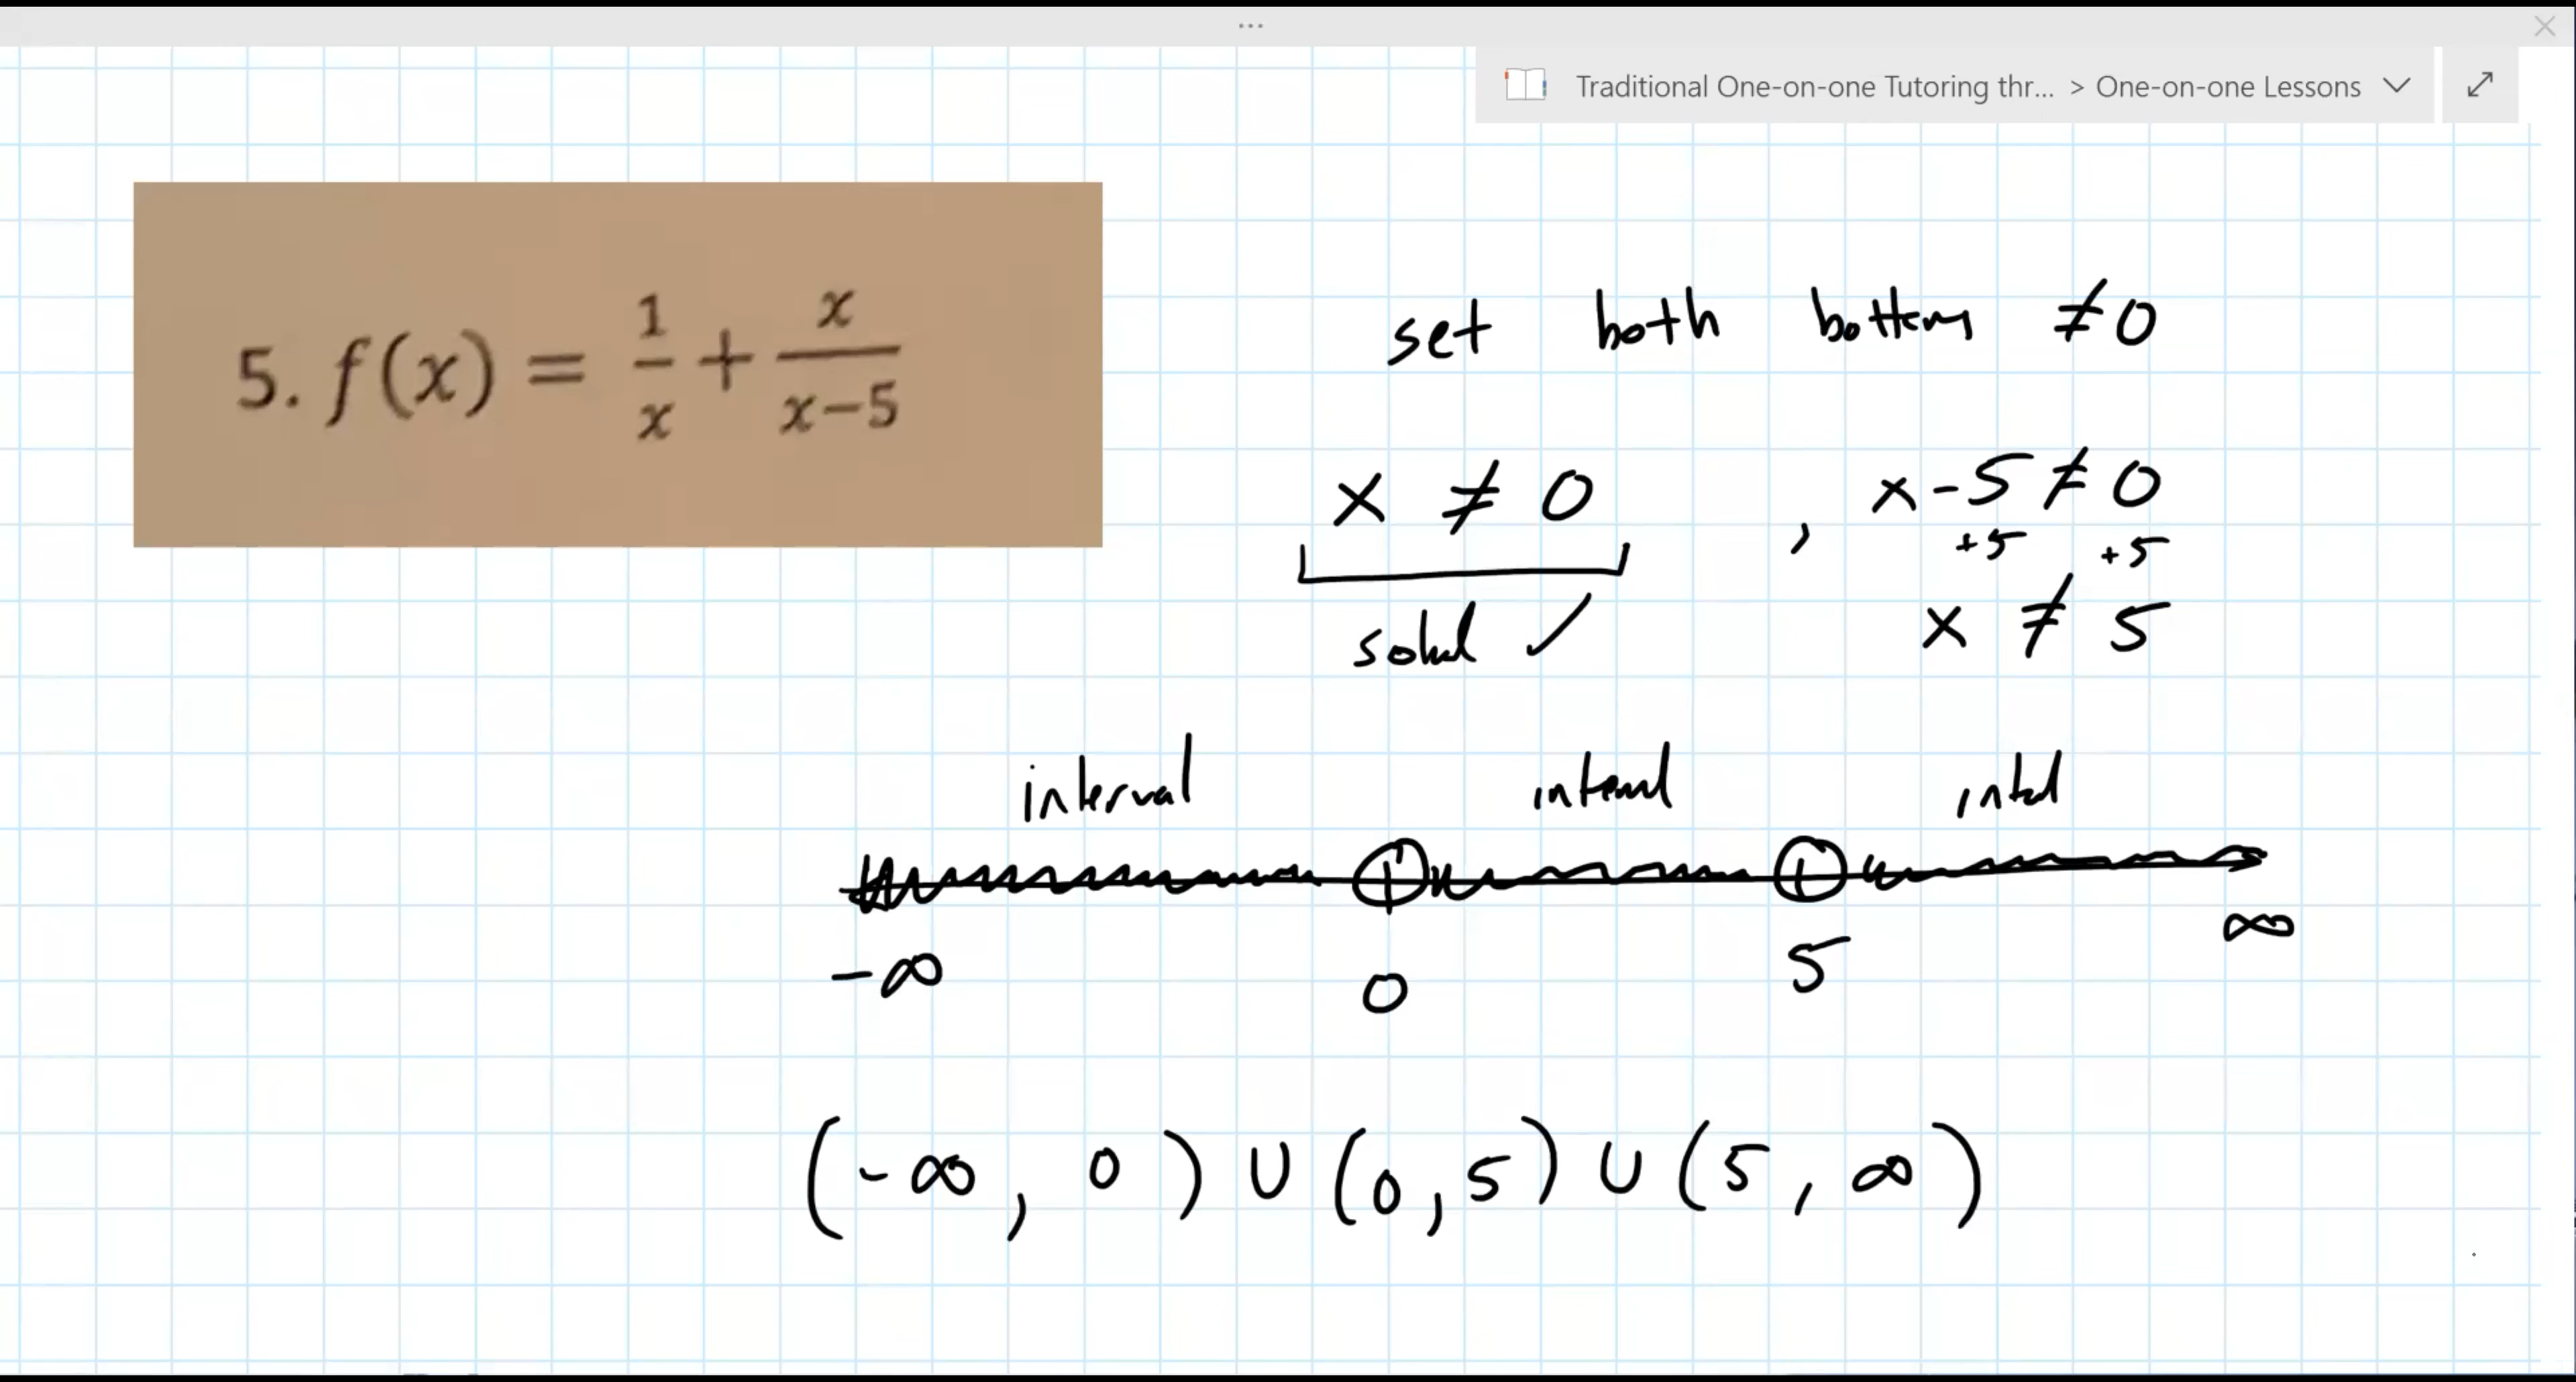 ...
Traditional One-on-one Tutoring thr... > One-on-one Lessons
5. f(x) = 1/x + x/(x-5)
set both bottoms ≠ 0
x ≠ 0 , x - 5 ≠ 0
+5 +5
solved ✓ x ≠ 5
interval interval interval
-∞ 0 5 ∞
(-∞, 0) ∪ (0, 5) ∪ (5, ∞)